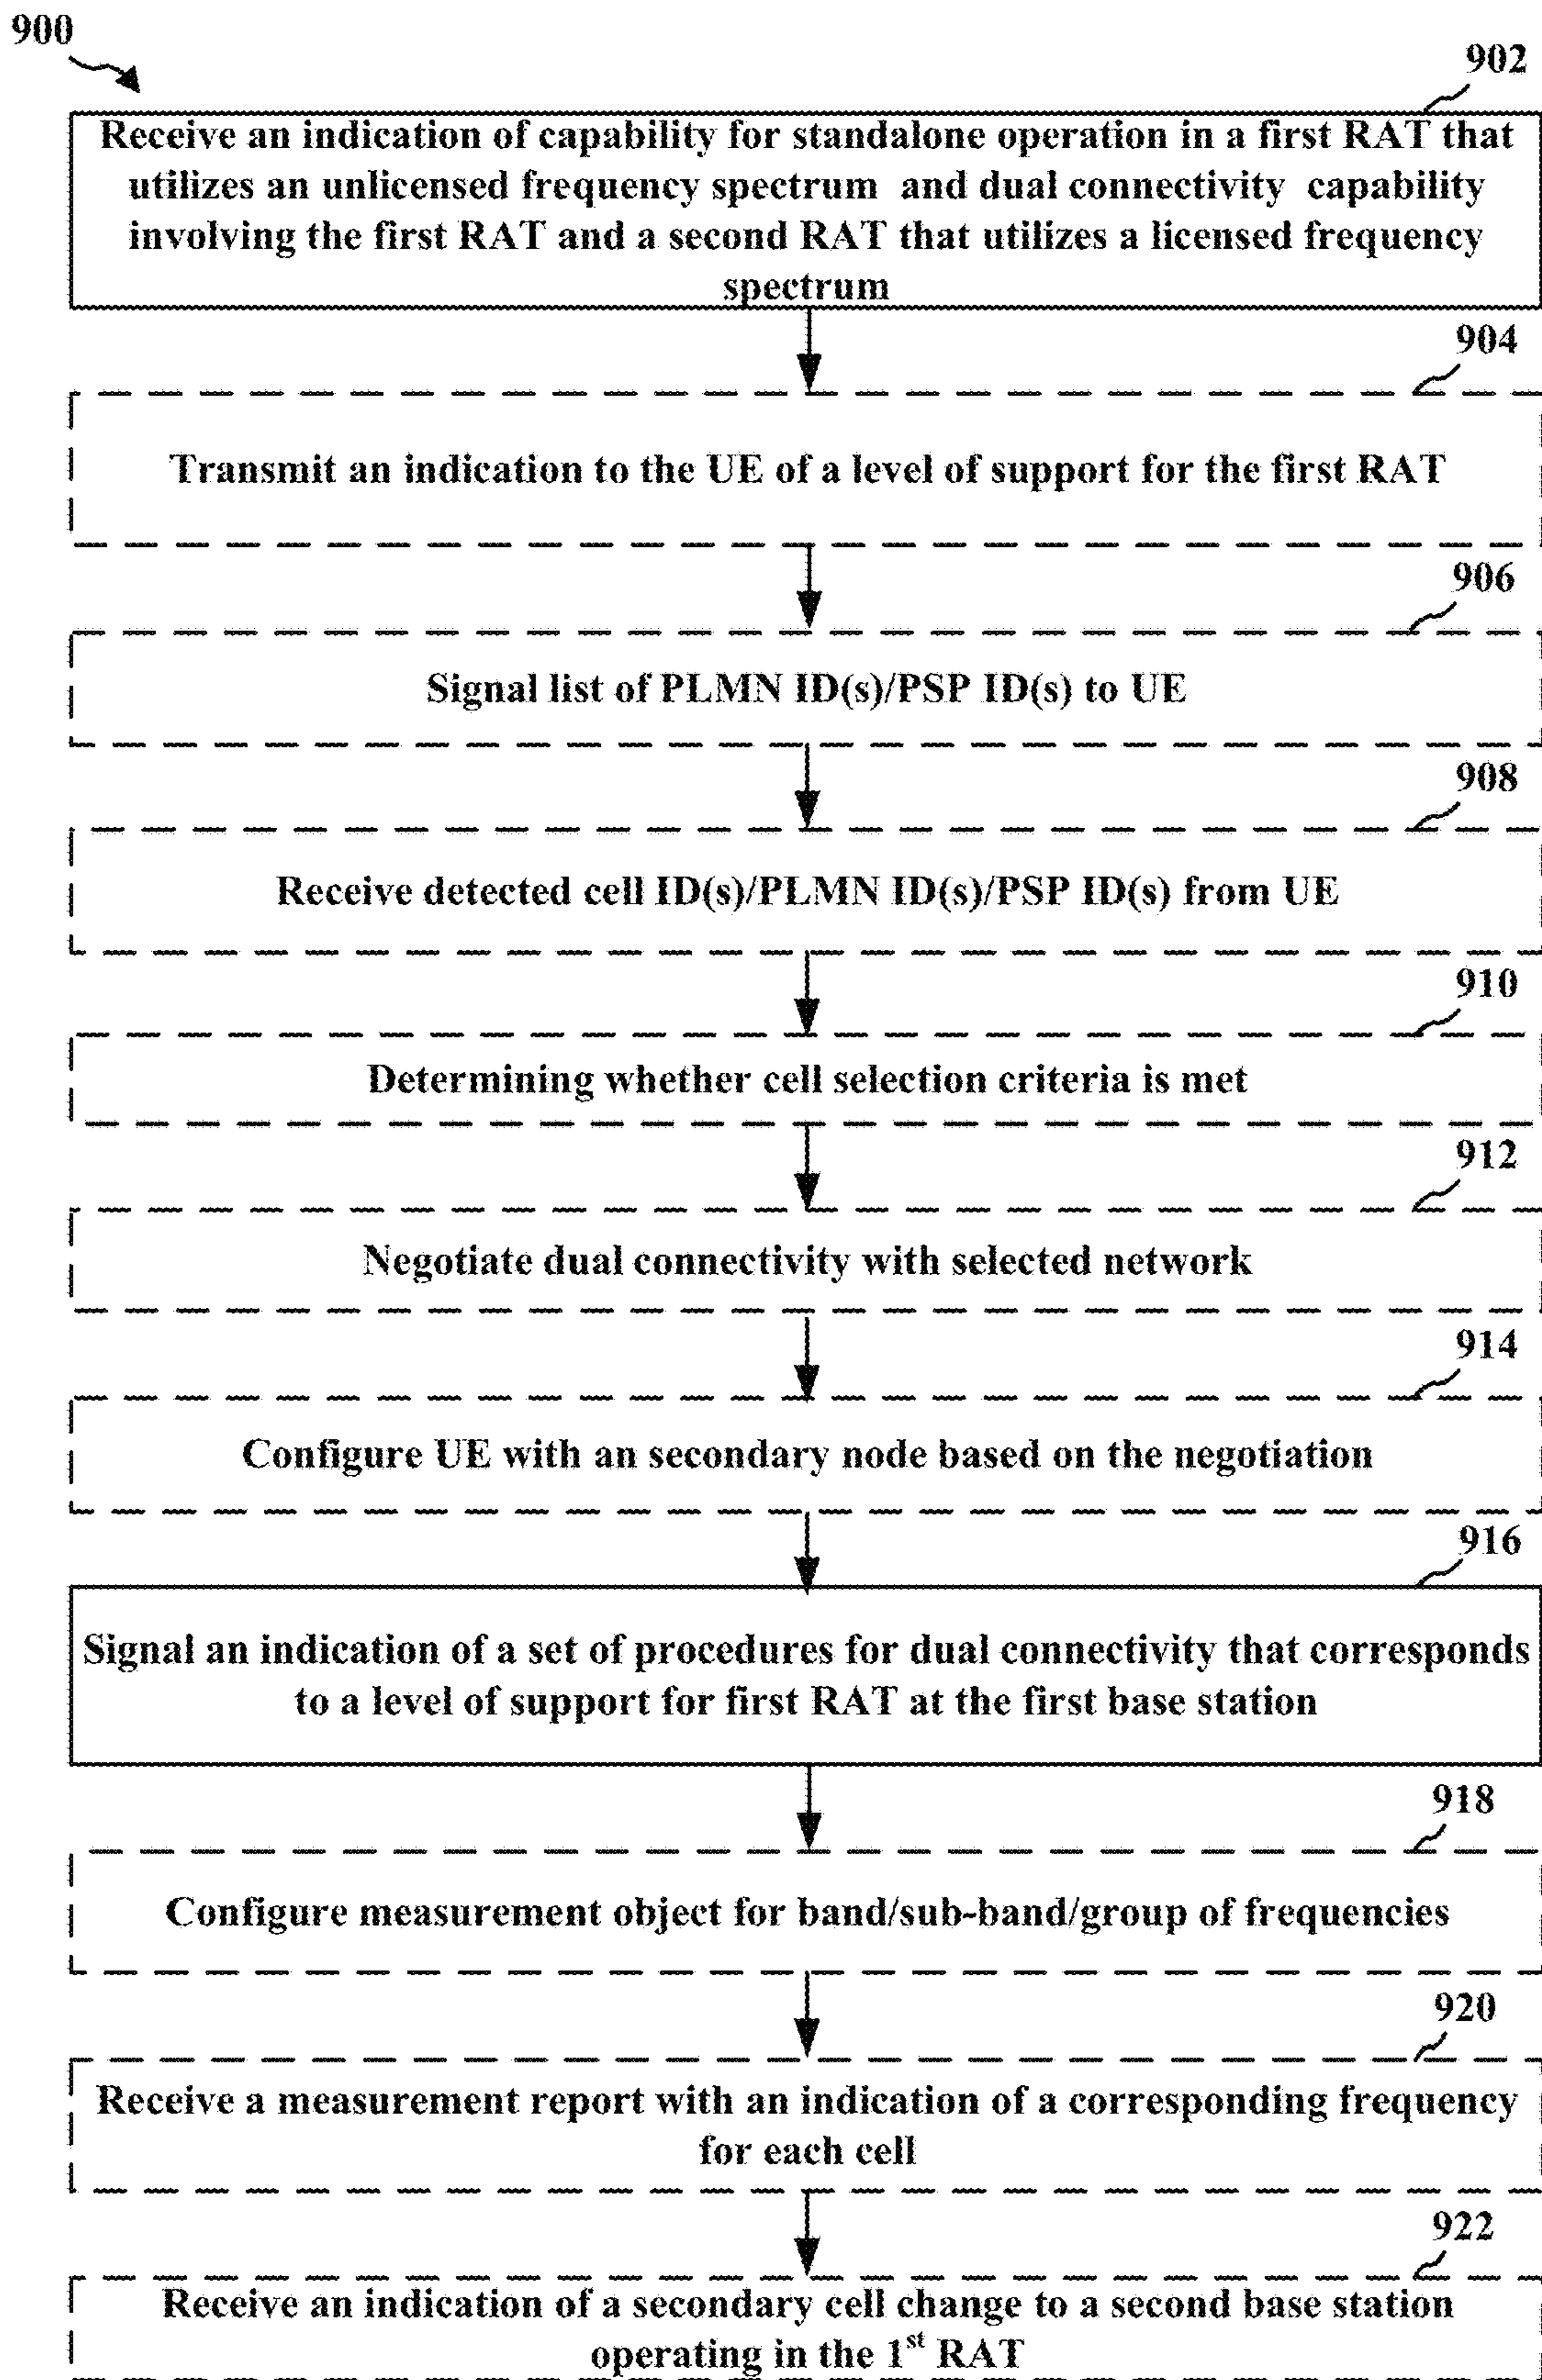 900
902
Receive an indication of capability for standalone operation in a first RAT that
utilizes an unlicensed frequency spectrum and dual connectivity capability
involving the first RAT and a second RAT that utilizes a licensed frequency
spectrum
904
Transmit an indication to the UE of a level of support for the first RAT
906
Signal list of PLMN ID(s)/PSP ID(s) to UE
908
Receive detected cell ID(s)/PLMN ID(s)/PSP ID(s) from UE
910
Determining whether cell selection criteria is met
912
Negotiate dual connectivity with selected network
914
Configure UE with an secondary node based on the negotiation
916
Signal an indication of a set of procedures for dual connectivity that corresponds
to a level of support for first RAT at the first base station
918
Configure measurement object for band/sub-band/group of frequencies
920
Receive a measurement report with an indication of a corresponding frequency
for each cell
922
Receive an indication of a secondary cell change to a second base station
operating in the 1st RAT